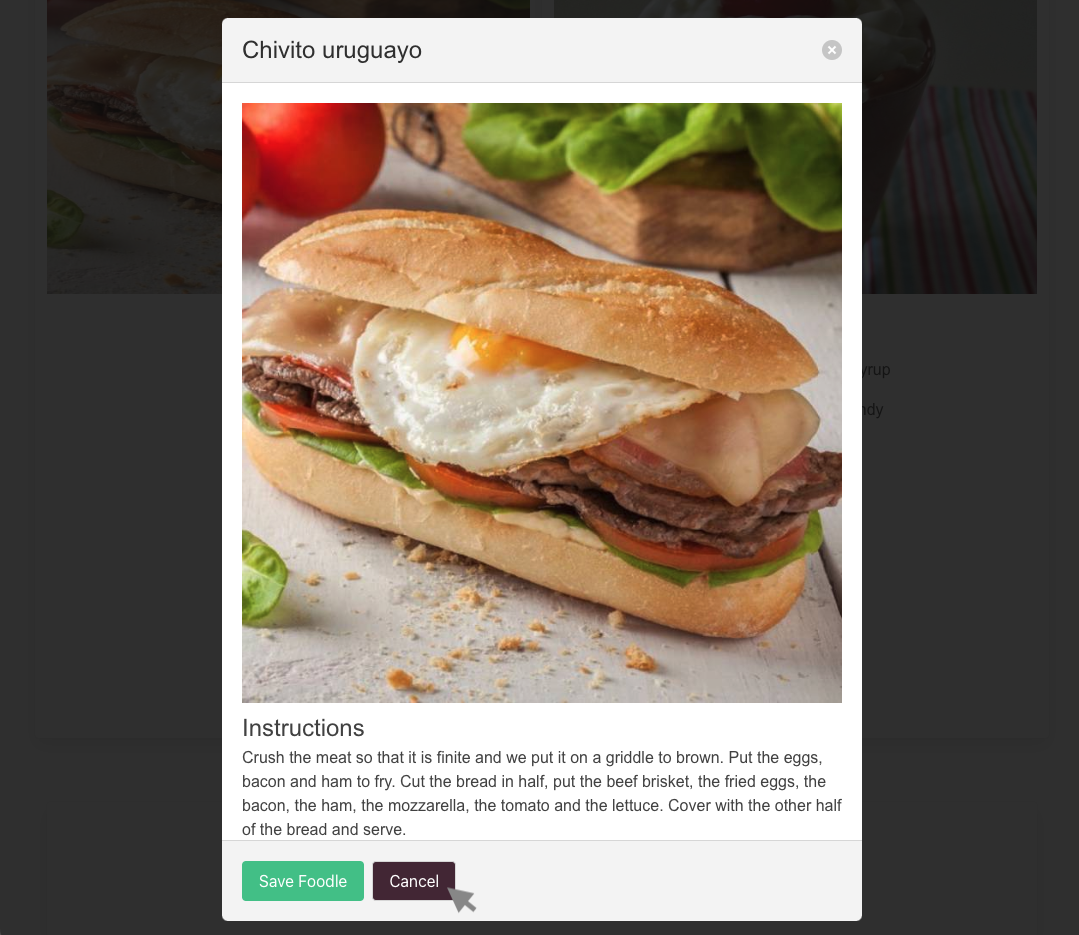 Chivito uruguayo
yrup
ndy
Instructions
Crush the meat so that it is finite and we put it on a griddle to brown. Put the eggs,
bacon and ham to fry. Cut the bread in half, put the beef brisket, the fried eggs, the
bacon, the ham, the mozzarella, the tomato and the lettuce. Cover with the other half
of the bread and serve.
Save Foodle
Cancel